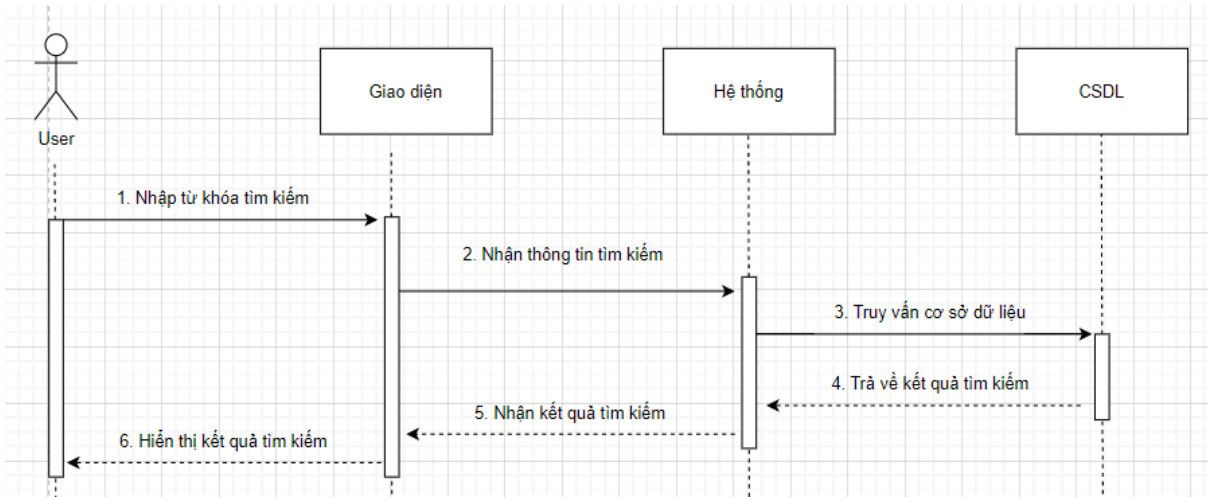 User
Giao diện
Hệ thống
CSDL
1. Nhập từ khóa tìm kiếm
2. Nhận thông tin tìm kiếm
3. Truy vấn cơ sở dữ liệu
4. Trả về kết quả tìm kiếm
5. Nhận kết quả tìm kiếm
6. Hiển thị kết quả tìm kiếm